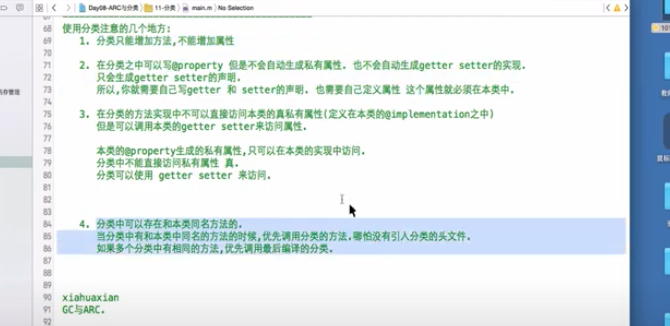 Day08-ARC与分类 〉 11-分类 〉 main.m 〉 No Selection
67
68 使用分类注意的几个地方:
69 1. 分类只能增加方法,不能增加属性
70
71 2. 在分类之中可以写@property 但是不会自动生成私有属性. 也不会自动生成getter setter的实现.
72 只会生成getter setter的声明.
73 所以,你就需要自己写getter 和 setter的声明. 也需要自己定义属性 这个属性就必须在本类中.
74
75 3. 在分类的方法实现中不可以直接访问本类的真私有属性(定义在本类的@implementation之中)
76 但是可以调用本类的getter setter来访问属性.
77
78 本类的@property生成的私有属性,只可以在本类的实现中访问.
79 分类中不能直接访问私有属性 真.
80 分类可以使用 getter setter 来访问.
81
82
83
84 4. 分类中可以存在和本类同名方法的.
85 当分类中有和本类中同名的方法的时候,优先调用分类的方法.哪怕没有引入分类的头文件.
86 如果多个分类中有相同的方法,优先调用最后编译的分类.
87
88
89
90 xiahuaxian
91 GC与ARC.
92
存管理